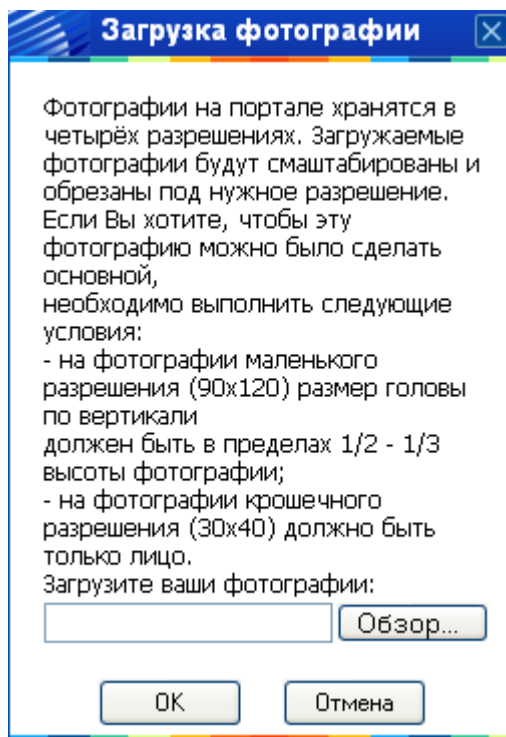 Загрузка фотографии
Фотографии на портале хранятся в
четырёх разрешениях. Загружаемые
фотографии будут смаштабированы и
обрезаны под нужное разрешение.
Если Вы хотите, чтобы эту
фотографию можно было сделать
основной,
необходимо выполнить следующие
условия:
- на фотографии маленького
разрешения (90x120) размер головы
по вертикали
должен быть в пределах 1/2 - 1/3
высоты фотографии;
- на фотографии крошечного
разрешения (30x40) должно быть
только лицо.
Загрузите ваши фотографии:
Обзор...
OK Отмена